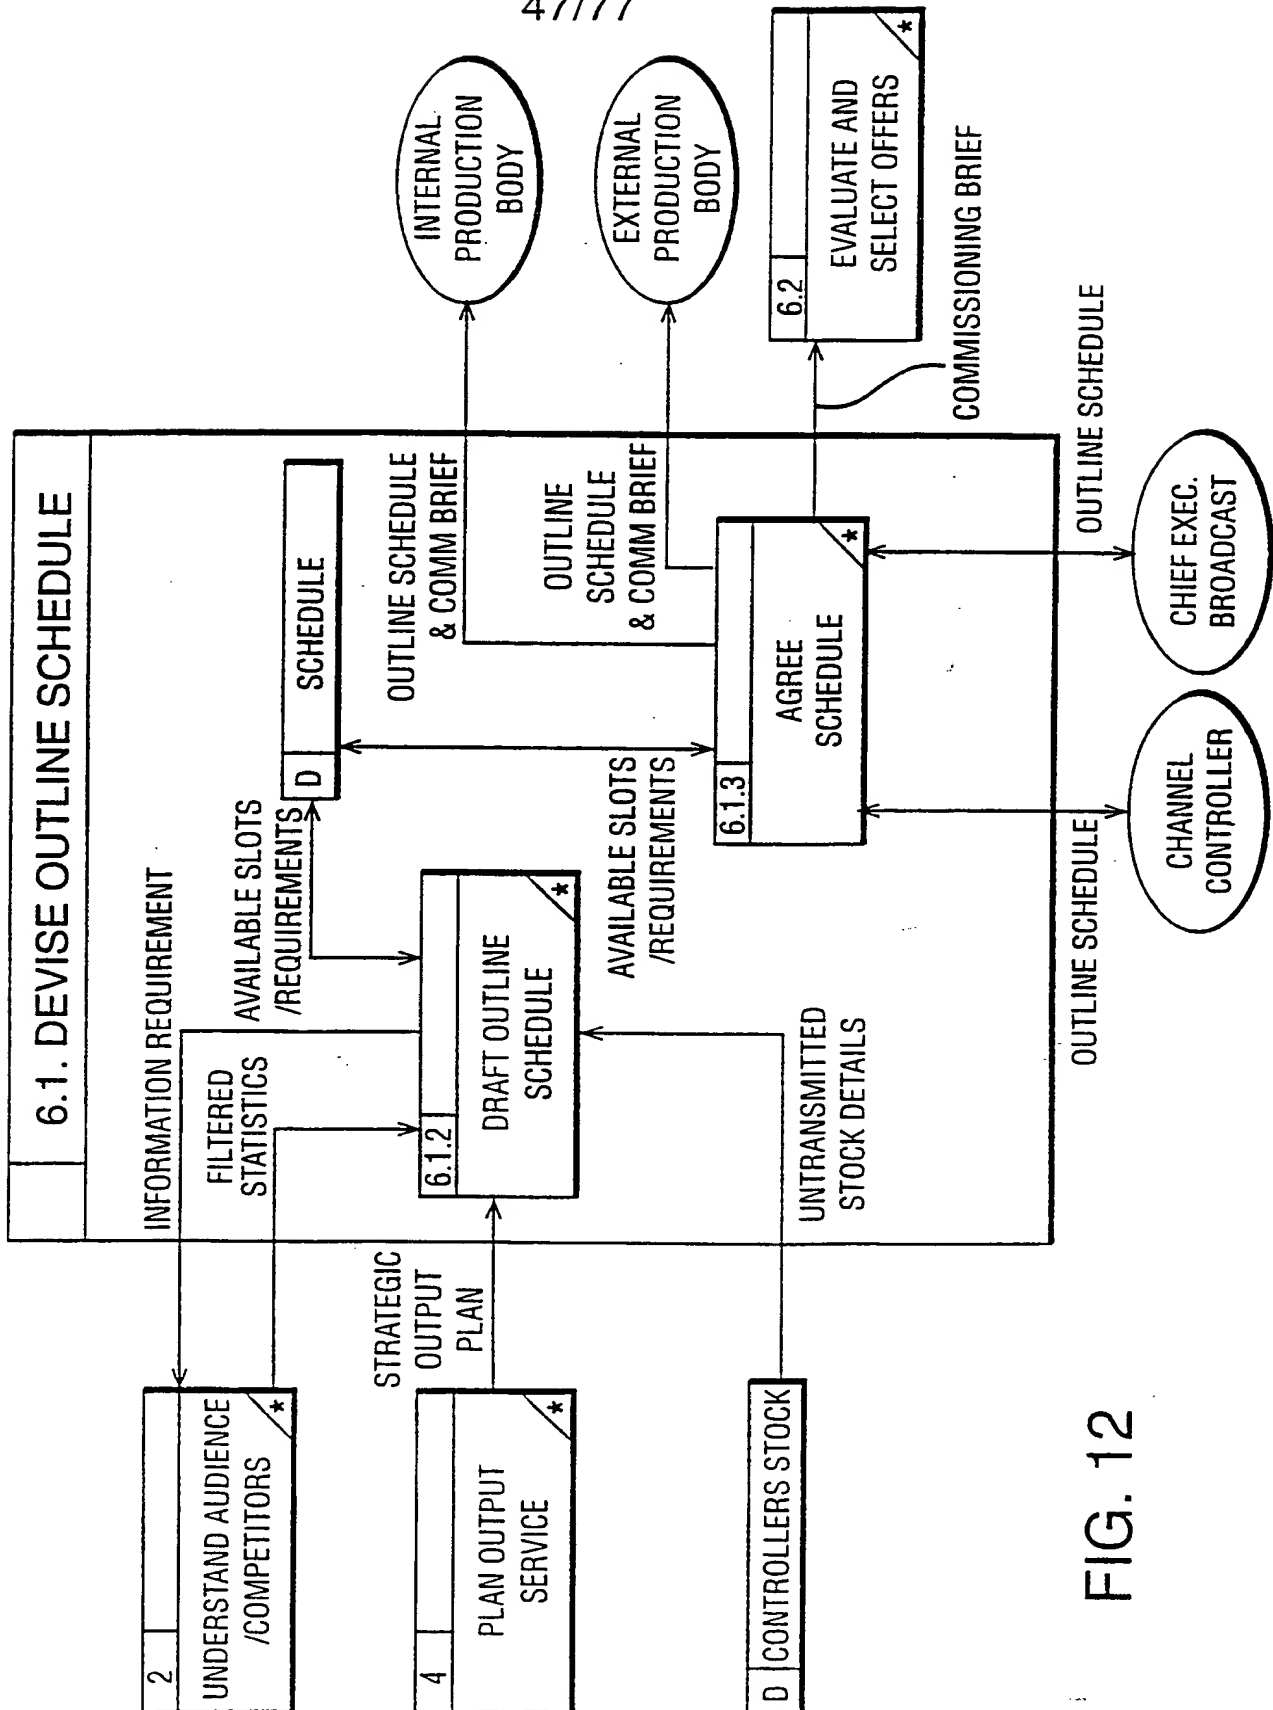 47/77
6.1. DEVISE OUTLINE SCHEDULE
INFORMATION REQUIREMENT
FILTERED
STATISTICS
AVAILABLE SLOTS
/REQUIREMENTS
D
SCHEDULE
2
UNDERSTAND AUDIENCE
/COMPETITORS
*
STRATEGIC
OUTPUT
PLAN
4
PLAN OUTPUT
SERVICE
*
6.1.2
DRAFT OUTLINE
SCHEDULE
*
OUTLINE SCHEDULE
& COMM BRIEF
INTERNAL
PRODUCTION
BODY
OUTLINE
SCHEDULE
& COMM BRIEF
EXTERNAL
PRODUCTION
BODY
AVAILABLE SLOTS
/REQUIREMENTS
6.1.3
AGREE
SCHEDULE
*
6.2
EVALUATE AND
SELECT OFFERS
*
COMMISSIONING BRIEF
D
CONTROLLERS STOCK
UNTRANSMITTED
STOCK DETAILS
OUTLINE SCHEDULE
OUTLINE SCHEDULE
CHANNEL
CONTROLLER
CHIEF EXEC.
BROADCAST
FIG. 12